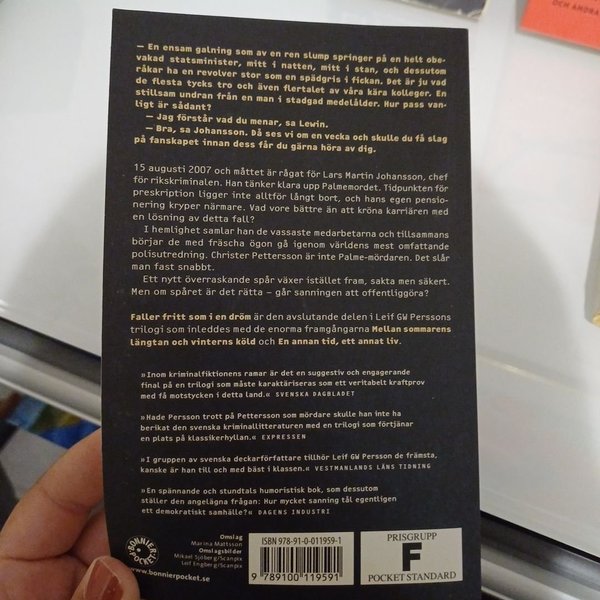 OCH ANDRA
— En ensam galning som av en ren slump springer på en helt obe-
vakad statsminister, mitt i natten, mitt i stan, och dessutom
råkar ha en revolver stor som en spädgris i fickan. Det är ju vad
de flesta tycks tro och även flertalet av våra kära kolleger. En
stillsam undran från en man i stadgad medelålder. Hur pass van-
ligt är sådant?
— Jag förstår vad du menar, sa Lewin.
— Bra, sa Johansson. Då ses vi om en vecka och skulle du få slag
på fanskapet innan dess får du gärna höra av dig.
15 augusti 2007 och måttet är rågat för Lars Martin Johansson, chef
för rikskriminalen. Han tänker klara upp Palmemordet. Tidpunkten för
preskription ligger inte alltför långt bort, och hans egen pensio-
nering kryper närmare. Vad vore bättre än att kröna karriären med
en lösning av detta fall?
I hemlighet samlar han de vassaste medarbetarna och tillsammans
börjar de med fräscha ögon gå igenom världens mest omfattande
polisutredning. Christer Pettersson är inte Palme-mördaren. Det slår
man fast snabbt.
Ett nytt överraskande spår växer istället fram, sakta men säkert.
Men om spåret är det rätta – går sanningen att offentliggöra?
Faller fritt som i en dröm är den avslutande delen i Leif GW Perssons
trilogi som inleddes med de enorma framgångarna Mellan sommarens
längtan och vinterns köld och En annan tid, ett annat liv.
»Inom kriminalfiktionens ramar är det en suggestiv och engagerande
final på en trilogi som måste karaktäriseras som ett veritabelt kraftprov
med få motstycken i detta land.« SVENSKA DAGBLADET
»Hade Persson trott på Pettersson som mördare skulle han inte ha
berikat den svenska kriminallitteraturen med en trilogi som förtjänar
en plats på klassikerhyllan.« EXPRESSEN
»I gruppen av svenska deckarförfattare tillhör Leif GW Persson de främsta,
kanske är han till och med bäst i klassen.« VESTMANLANDS LÄNS TIDNING
»En spännande och stundtals humoristisk bok, som dessutom
ställer den angelägna frågan: Hur mycket sanning tål egentligen
ett demokratiskt samhälle?« DAGENS INDUSTRI
BONNIER
POCKET
www.bonnierpocket.se
Omslag
Marina Mattsson
Omslagsbilder
Mikael Sjöberg/Scanpix
Leif Engberg/Scanpix
ISBN 978-91-0-011959-1
9 789100 119591
PRISGRUPP
F
POCKET STANDARD